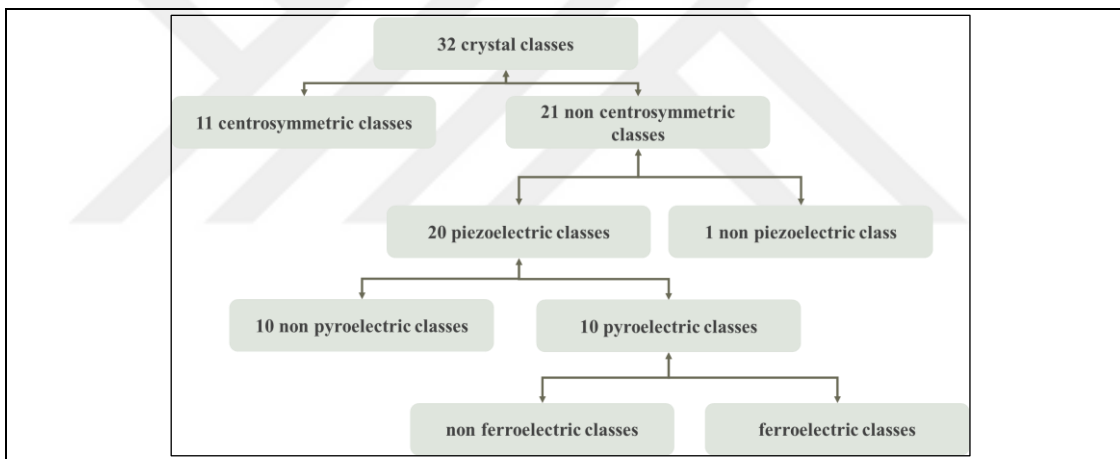 32 crystal classes
11 centrosymmetric classes
21 non centrosymmetric
classes
20 piezoelectric classes
1 non piezoelectric class
10 non pyroelectric classes
10 pyroelectric classes
non ferroelectric classes
ferroelectric classes